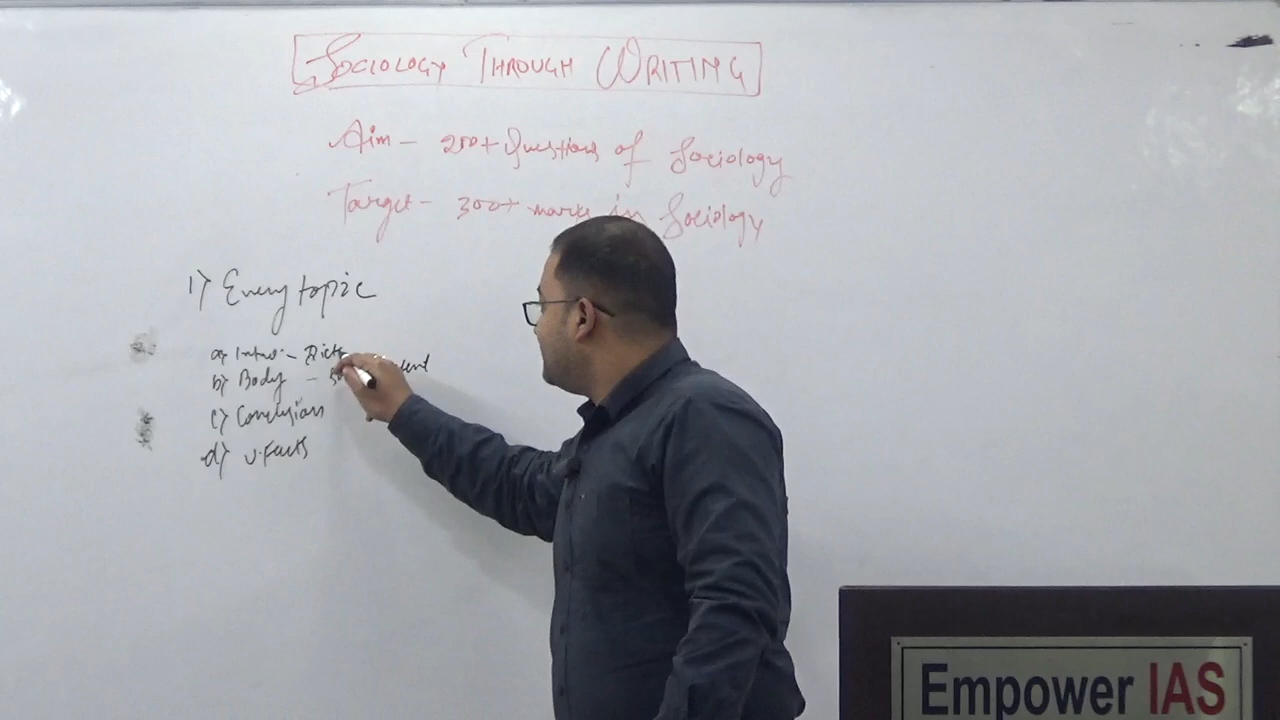 SOCIOLOGY THROUGH WRITING
Aim - 200+ Questions of Sociology
Target - 300+ marks in Sociology
1) Every topic
a) Intro -
b) Body -
c) Conclusion
d) V. Facts
Empower IAS